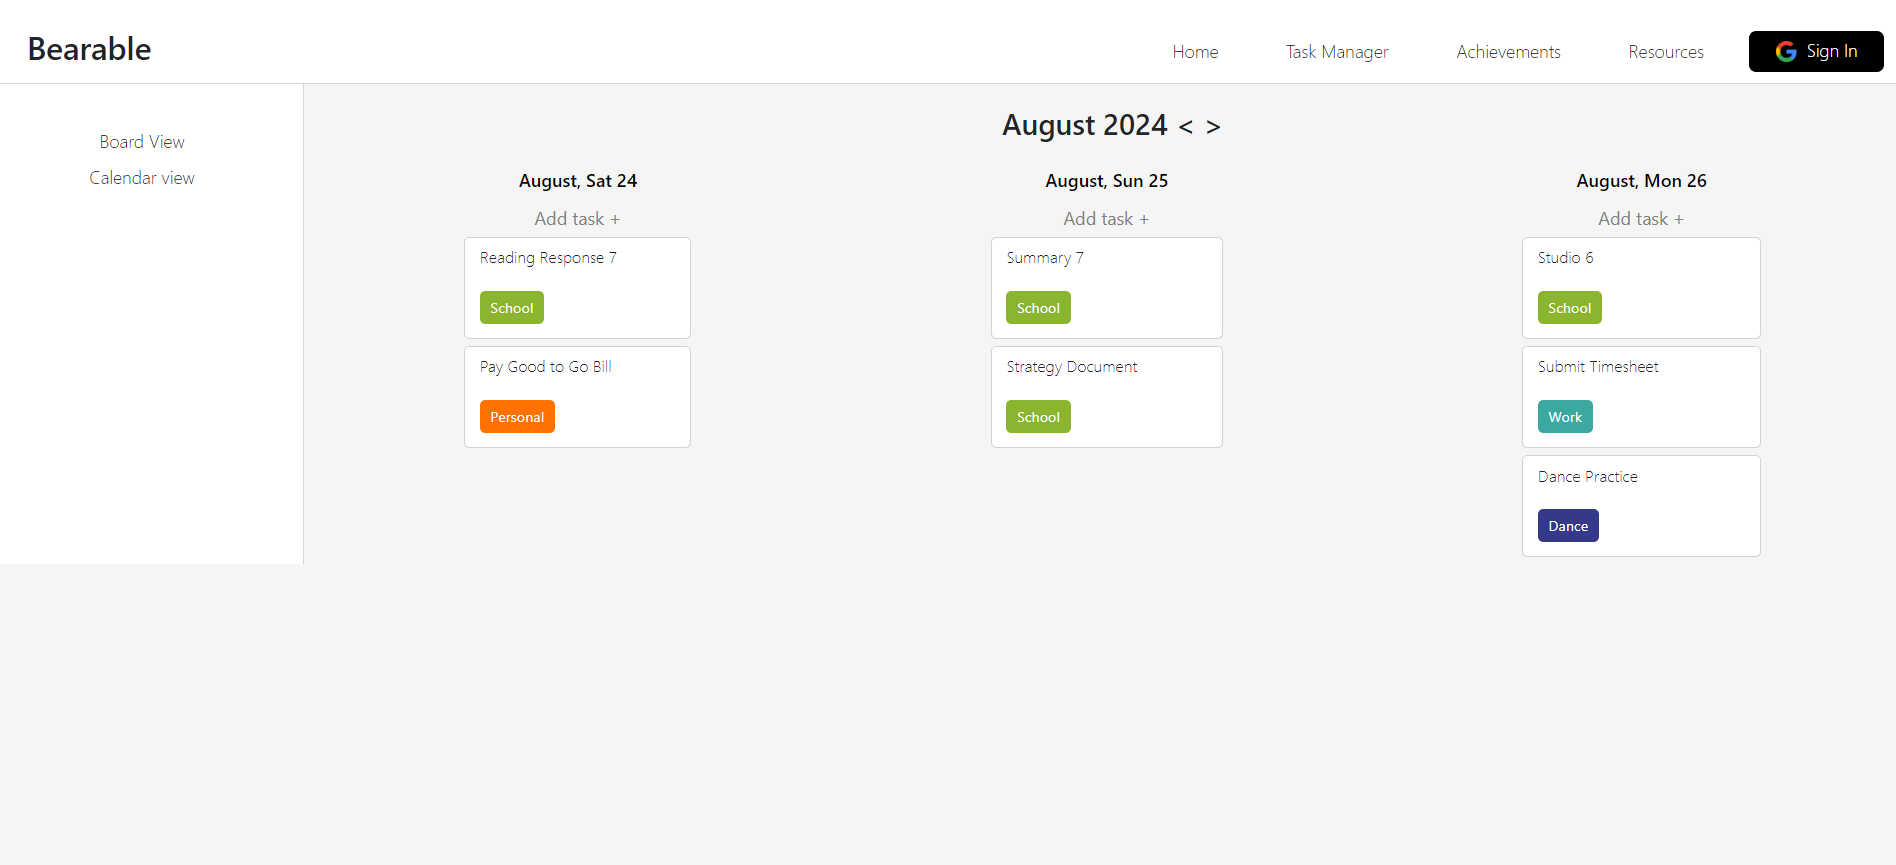 Bearable
Home Task Manager Achievements Resources Sign In
Board View
Calendar view
August 2024 < >
August, Sat 24
Add task +
Reading Response 7
School
Pay Good to Go Bill
Personal
August, Sun 25
Add task +
Summary 7
School
Strategy Document
School
August, Mon 26
Add task +
Studio 6
School
Submit Timesheet
Work
Dance Practice
Dance